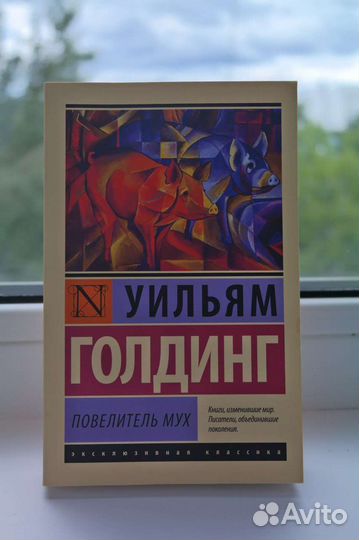 N
УИЛЬЯМ
ГОЛДИНГ
ПОВЕЛИТЕЛЬ МУХ
Книги, изменившие мир.
Писатели, объединившие
поколения.
эксклюзивная классика
Avito